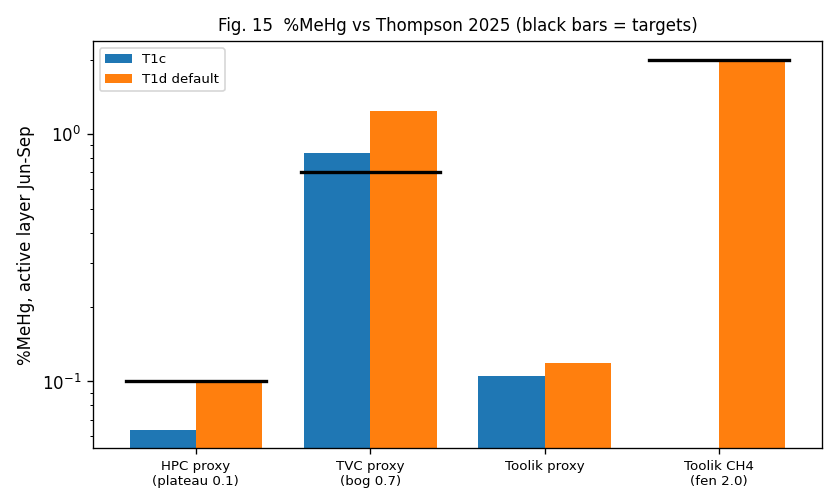 Fig. 15  %MeHg vs Thompson 2025 (black bars = targets)
T1c
T1d default
%MeHg, active layer Jun-Sep
10⁰
10⁻¹
HPC proxy
(plateau 0.1)
TVC proxy
(bog 0.7)
Toolik proxy
Toolik CH4
(fen 2.0)